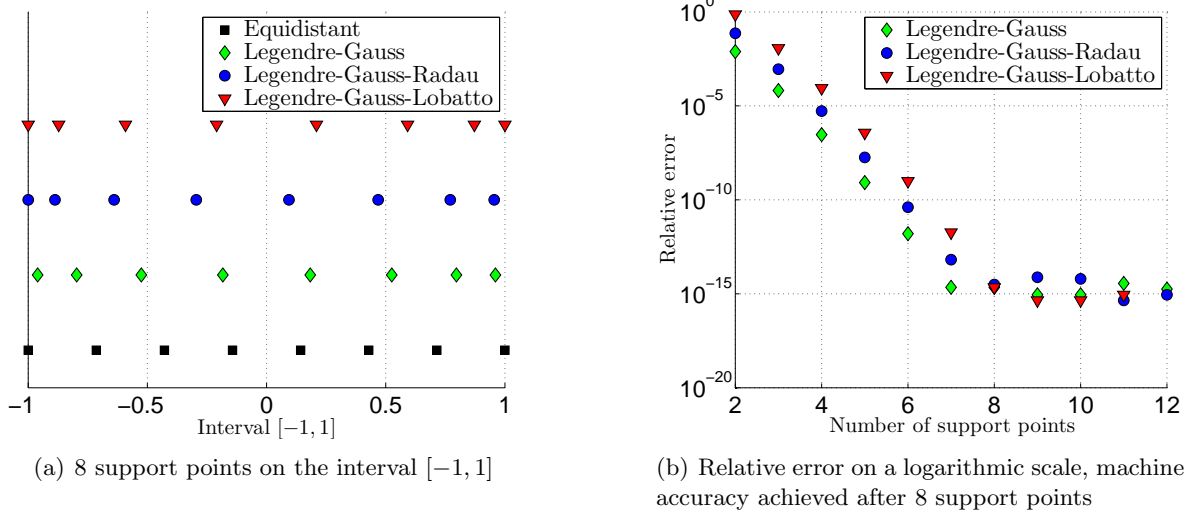 Equidistant
Legendre-Gauss
Legendre-Gauss-Radau
Legendre-Gauss-Lobatto
−1
−0.5
0
0.5
1
Interval [−1, 1]
(a) 8 support points on the interval [−1, 1]
Legendre-Gauss
Legendre-Gauss-Radau
Legendre-Gauss-Lobatto
10⁰
10⁻⁵
10⁻¹⁰
10⁻¹⁵
10⁻²⁰
Relative error
2
4
6
8
10
12
Number of support points
(b) Relative error on a logarithmic scale, machine
accuracy achieved after 8 support points